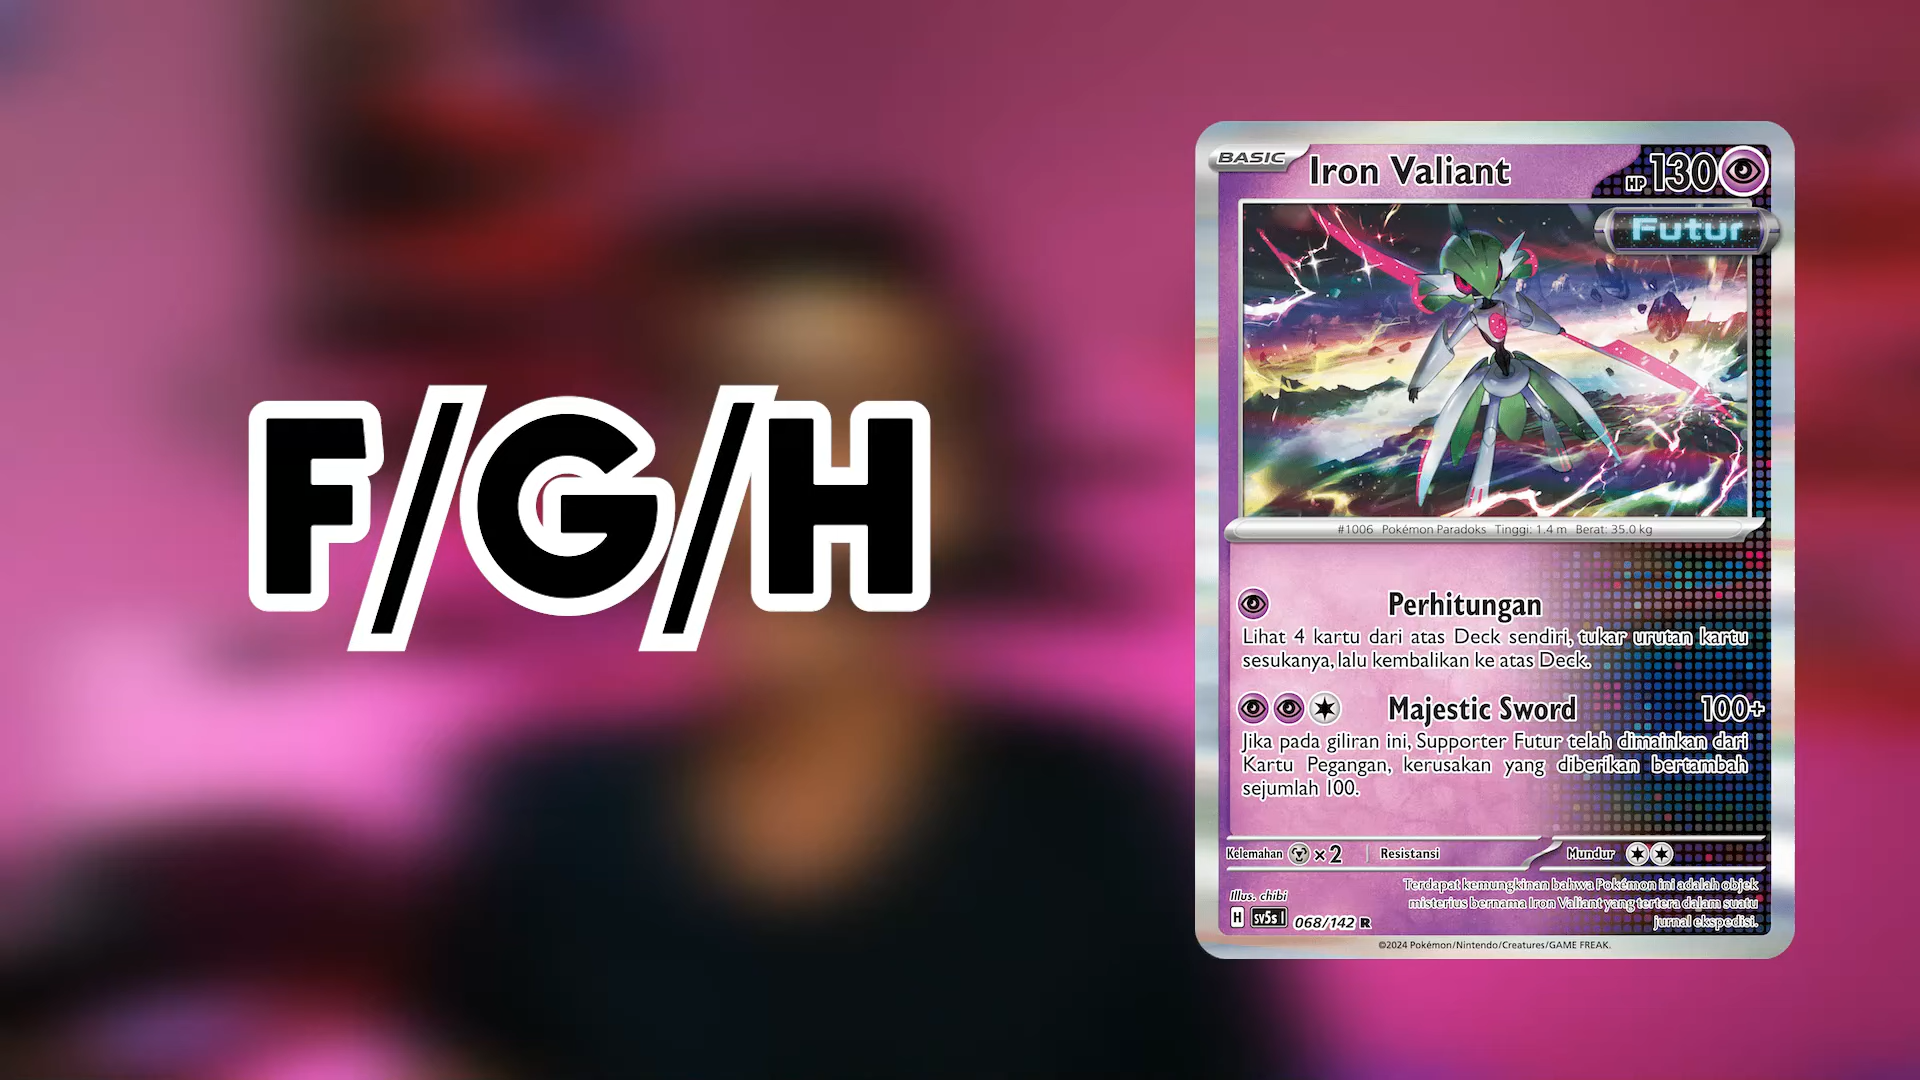 F/G/H
BASIC Iron Valiant HP 130
Futur
#1006 Pokémon Paradoks Tinggi: 1.4 m Berat: 35.0 kg
Perhitungan
Lihat 4 kartu dari atas Deck sendiri, tukar urutan kartu
sesukanya, lalu kembalikan ke atas Deck.
Majestic Sword 100+
Jika pada giliran ini, Supporter Futur telah dimainkan dari
Kartu Pegangan, kerusakan yang diberikan bertambah
sejumlah 100.
Kelemahan ×2 Resistansi Mundur
Illus. chibi
Terdapat kemungkinan bahwa Pokémon ini adalah objek
misterius bernama Iron Valiant yang tertera dalam suatu
jurnal ekspedisi.
H sv5s I 068/142 R
©2024 Pokémon/Nintendo/Creatures/GAME FREAK.